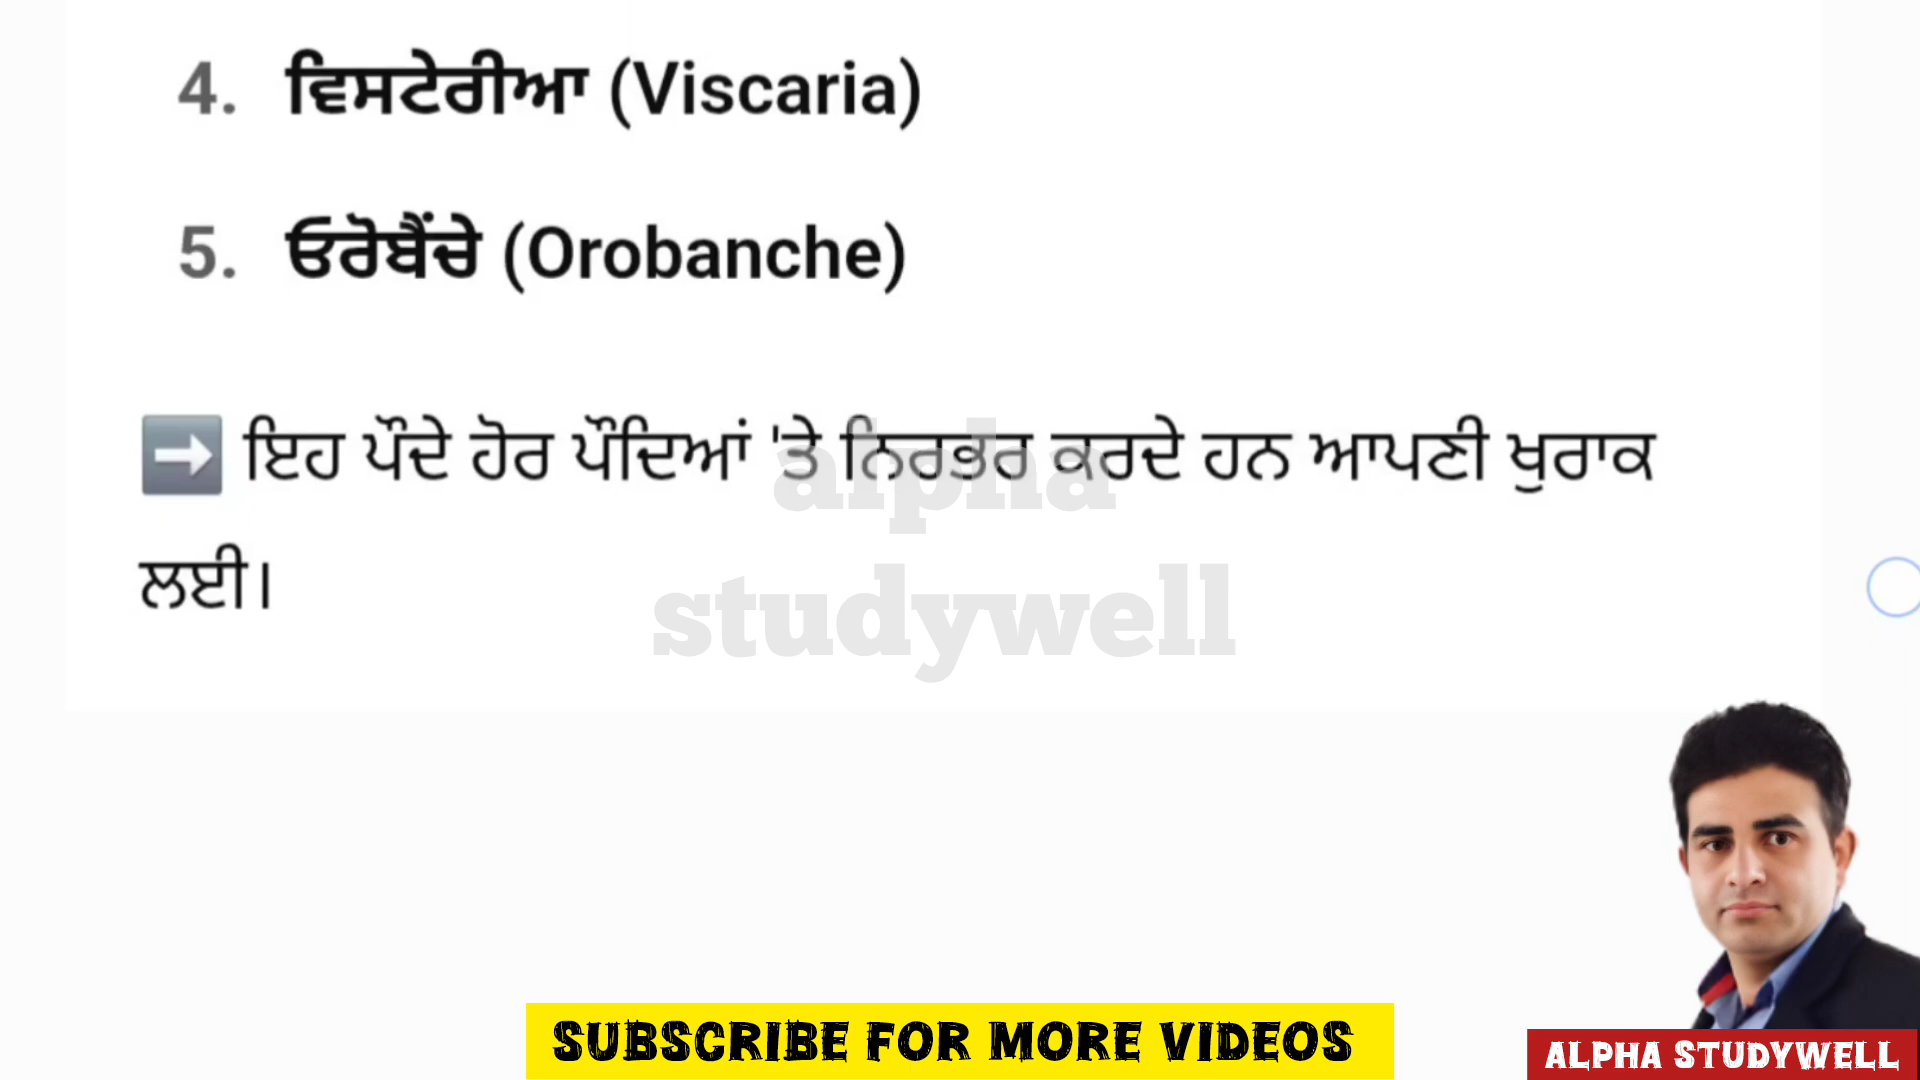 4. ਵਿਸਟੇਰੀਆ (Viscaria)
5. ਓਰੋਬੈਂਚੇ (Orobanche)
➡ ਇਹ ਪੌਦੇ ਹੋਰ ਪੌਦਿਆਂ 'ਤੇ ਨਿਰਭਰ ਕਰਦੇ ਹਨ ਆਪਣੀ ਖੁਰਾਕ
ਲਈ।
alpha
studywell
SUBSCRIBE FOR MORE VIDEOS
ALPHA STUDYWELL